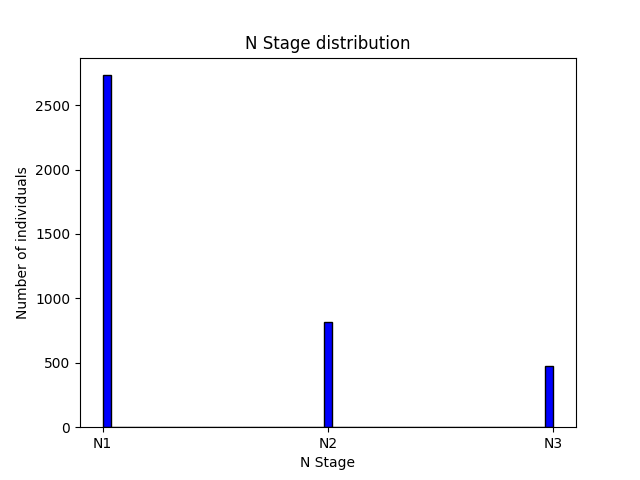 N Stage distribution
Number of individuals
2500
2000
1500
1000
500
0
N1 N2 N3
N Stage